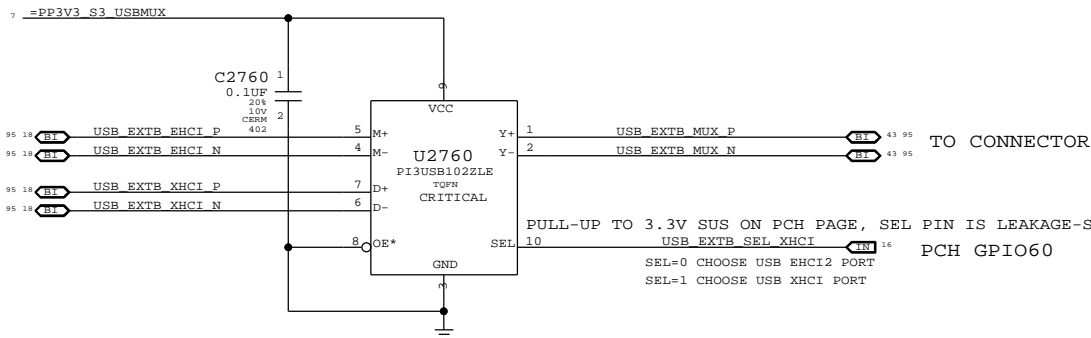 7 =PP3V3_S3_USBMUX
C2760 1
0.1UF
20%
10V
CERM 2
402
9
VCC
95 18 BI USB_EXTB_EHCI_P 5 M+ Y+ 1 USB_EXTB_MUX_P BI 43 95
95 18 BI USB_EXTB_EHCI_N 4 M- Y- 2 USB_EXTB_MUX_N BI 43 95
TO CONNECTOR
U2760
PI3USB102ZLE
TQFN
CRITICAL
95 18 BI USB_EXTB_XHCI_P 7 D+
95 18 BI USB_EXTB_XHCI_N 6 D-
PULL-UP TO 3.3V SUS ON PCH PAGE, SEL PIN IS LEAKAGE-S
8 OE* SEL 10 USB_EXTB_SEL_XHCI IN 16
PCH GPIO60
SEL=0 CHOOSE USB EHCI2 PORT
SEL=1 CHOOSE USB XHCI PORT
GND
3